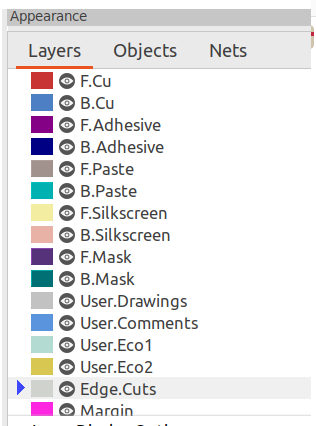 Appearance
Layers Objects Nets
F.Cu
B.Cu
F.Adhesive
B.Adhesive
F.Paste
B.Paste
F.Silkscreen
B.Silkscreen
F.Mask
B.Mask
User.Drawings
User.Comments
User.Eco1
User.Eco2
Edge.Cuts
Margin